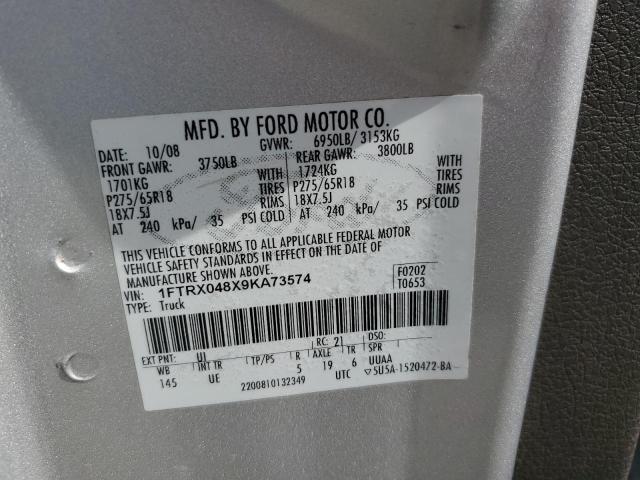 MFD. BY FORD MOTOR CO.
DATE: 10/08 GVWR: 6950LB/ 3153KG
FRONT GAWR: 3750LB REAR GAWR: 3800LB
1701KG WITH 1724KG WITH
P275/65R18 TIRES P275/65R18 TIRES
18X7.5J RIMS 18X7.5J RIMS
AT 240 kPa/ 35 PSI COLD AT 240 kPa/ 35 PSI COLD
THIS VEHICLE CONFORMS TO ALL APPLICABLE FEDERAL MOTOR
VEHICLE SAFETY STANDARDS IN EFFECT ON THE DATE OF
MANUFACTURE SHOWN ABOVE.
VIN: 1FTRX048X9KA73574 F0202
TYPE: Truck T0653
EXT PNT: UI RC: 21 DSO:
WB INT TR TP/PS R AXLE TR SPR
145 UE 5 19 6 UUAA
2200810132349 UTC ▽5U5A-1520472-BA